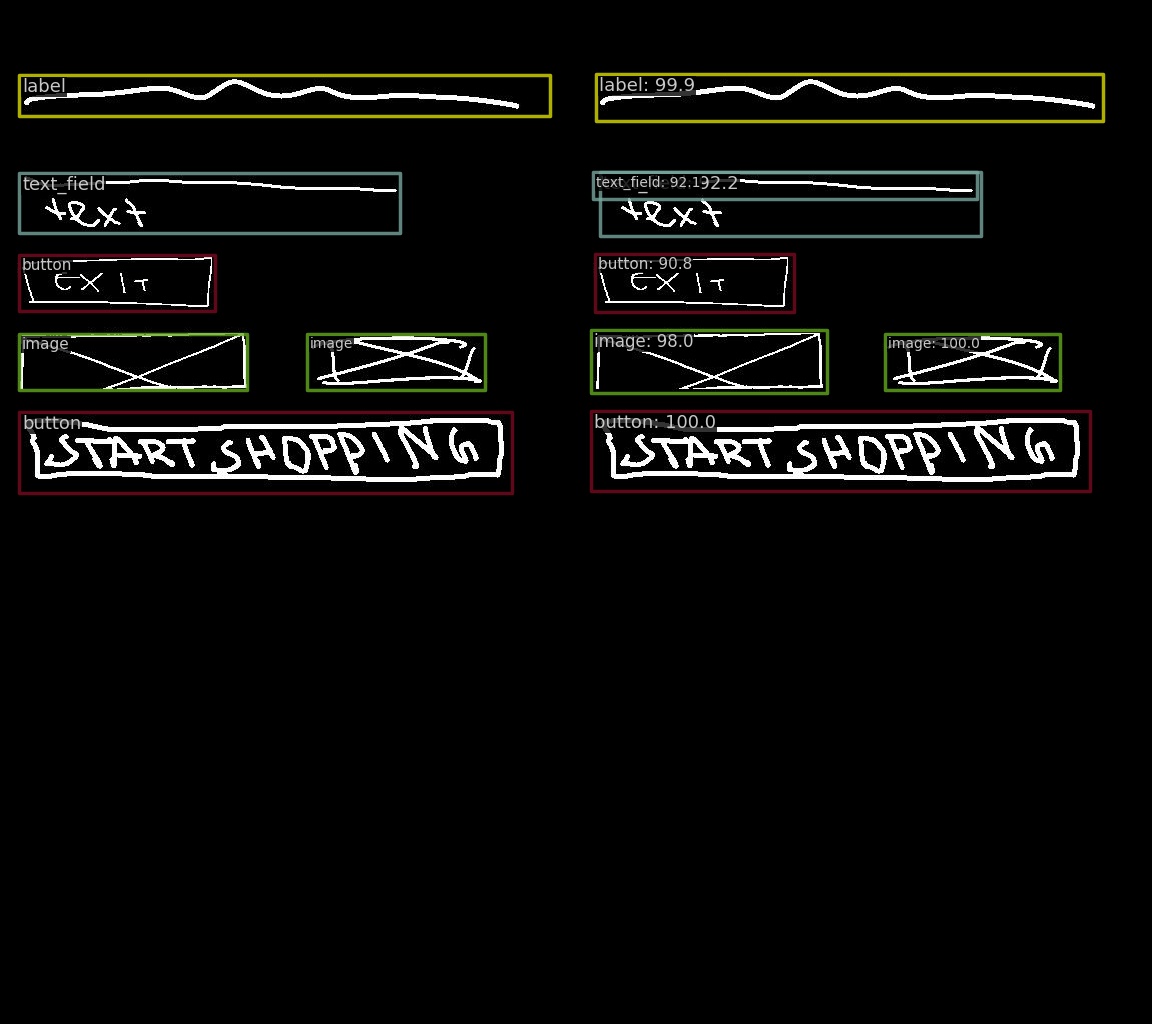 label label: 99.9
text_field text_field: 92.1 92.2
text text
button button: 90.8
EXIT EXIT
image image image: 98.0 image: 100.0
button button: 100.0
START SHOPPING START SHOPPING